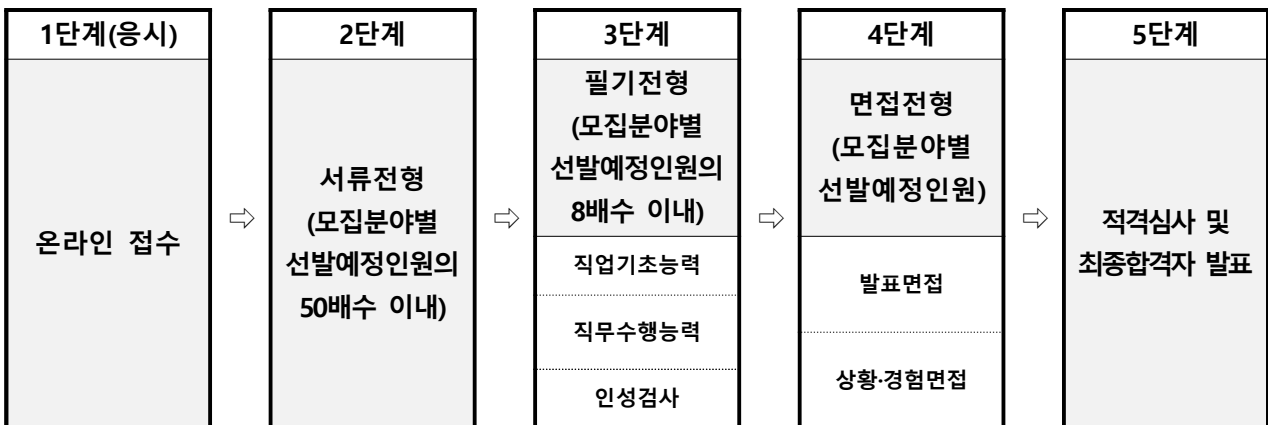 1단계(응시)
온라인 접수
⇨
2단계
서류전형
(모집분야별
선발예정인원의
50배수 이내)
⇨
3단계
필기전형
(모집분야별
선발예정인원의
8배수 이내)
직업기초능력
직무수행능력
인성검사
⇨
4단계
면접전형
(모집분야별
선발예정인원)
발표면접
상황·경험면접
⇨
5단계
적격심사 및
최종합격자 발표